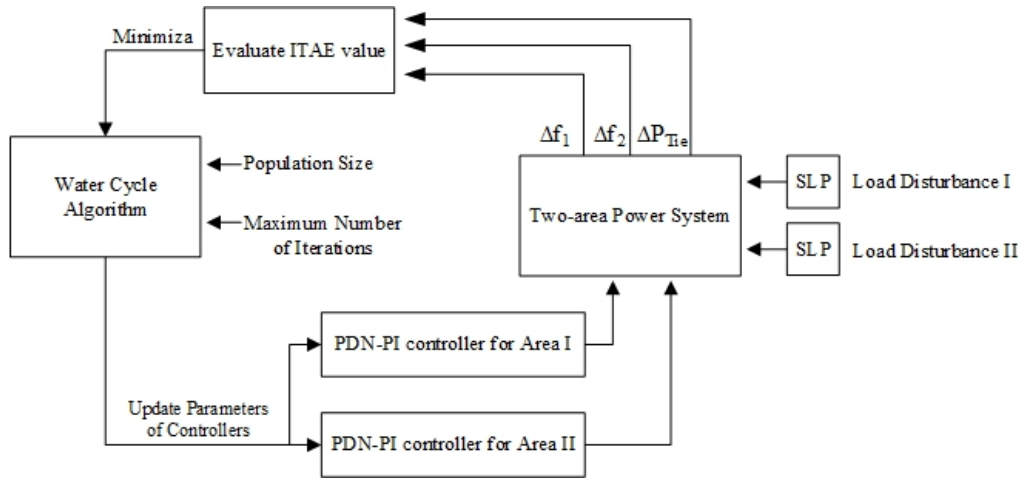 Minimiza
Evaluate ITAE value
Δf1
Δf2
ΔPTie
Water Cycle
Algorithm
Population Size
Maximum Number
of Iterations
Two-area Power System
SLP
Load Disturbance I
SLP
Load Disturbance II
PDN-PI controller for Area I
Update Parameters
of Controllers
PDN-PI controller for Area II